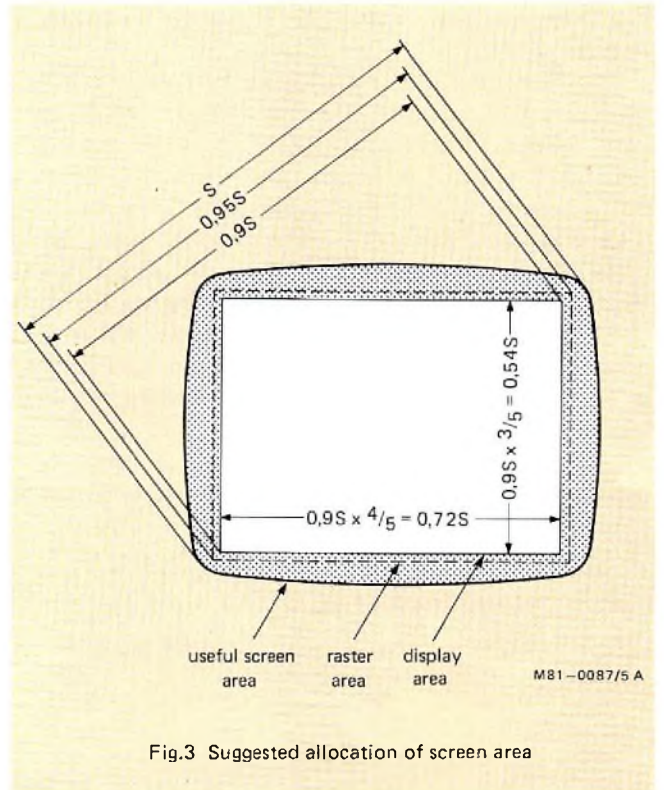 S
0,95S
0,9S
0,9S x 3/5 = 0,54S
0,9S x 4/5 = 0,72S
useful screen area
raster area
display area
M81-0087/5 A
Fig.3 Suggested allocation of screen area